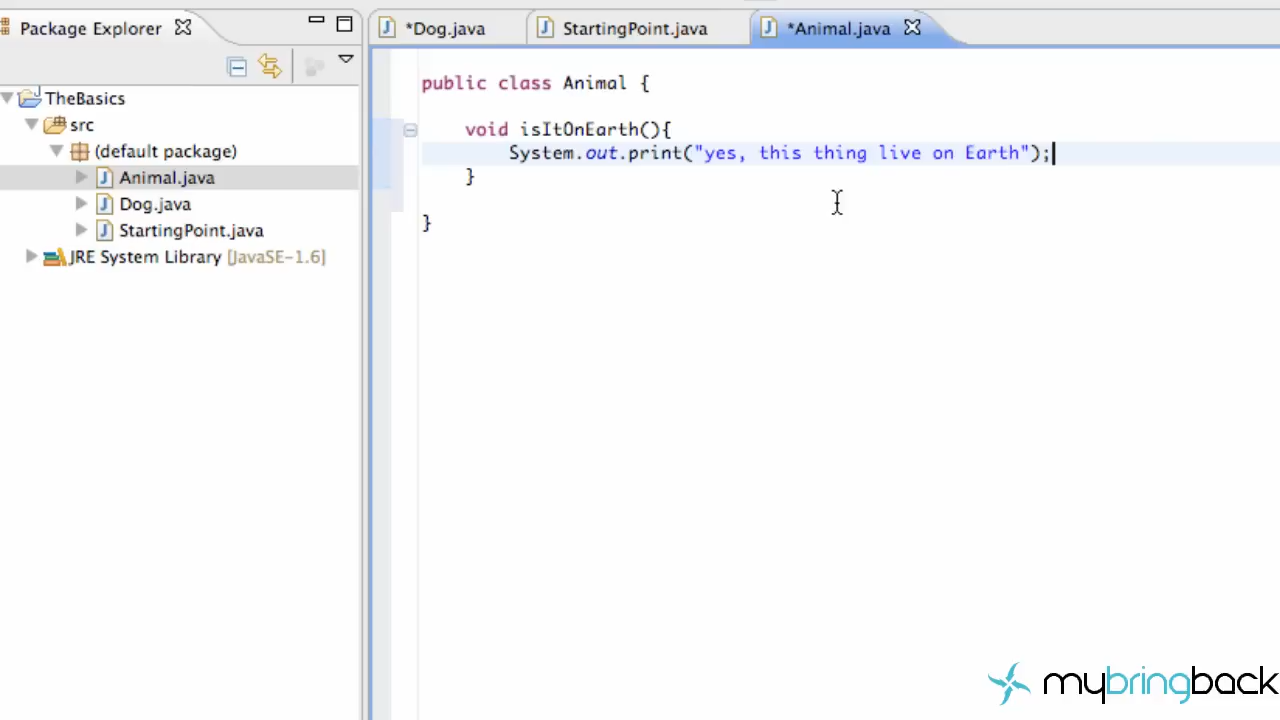 Package Explorer
*Dog.java
StartingPoint.java
*Animal.java
TheBasics
src
(default package)
Animal.java
Dog.java
StartingPoint.java
JRE System Library [JavaSE-1.6]
public class Animal {
void isItOnEarth(){
System.out.print("yes, this thing live on Earth");
}
}
mybringback